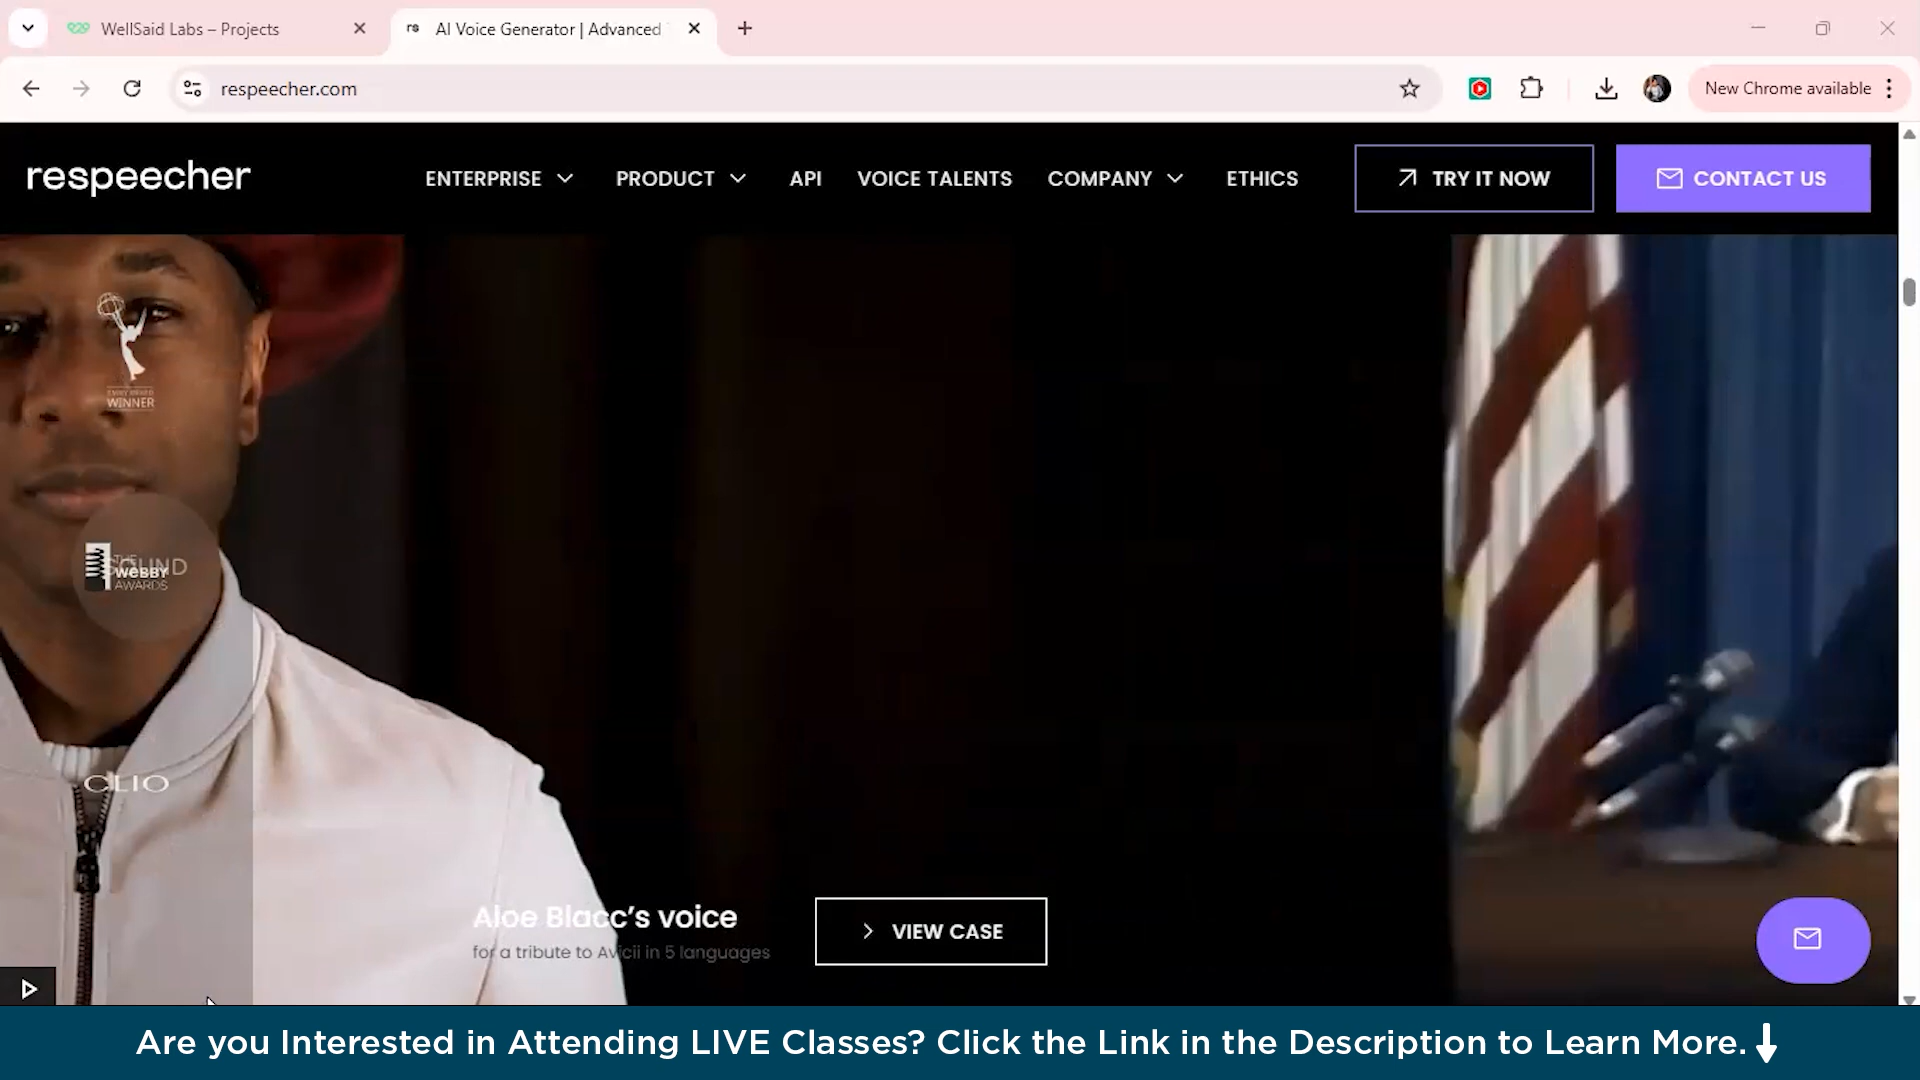 WellSaid Labs – Projects
rs AI Voice Generator | Advanced
respeecher.com
New Chrome available
respeecher
ENTERPRISE
PRODUCT
API
VOICE TALENTS
COMPANY
ETHICS
TRY IT NOW
CONTACT US
WINNER
SOUND
THE
WEBBY
AWARDS
CLIO
Aloe Blacc's voice
for a tribute to Avicii in 5 languages
VIEW CASE
Are you Interested in Attending LIVE Classes? Click the Link in the Description to Learn More.